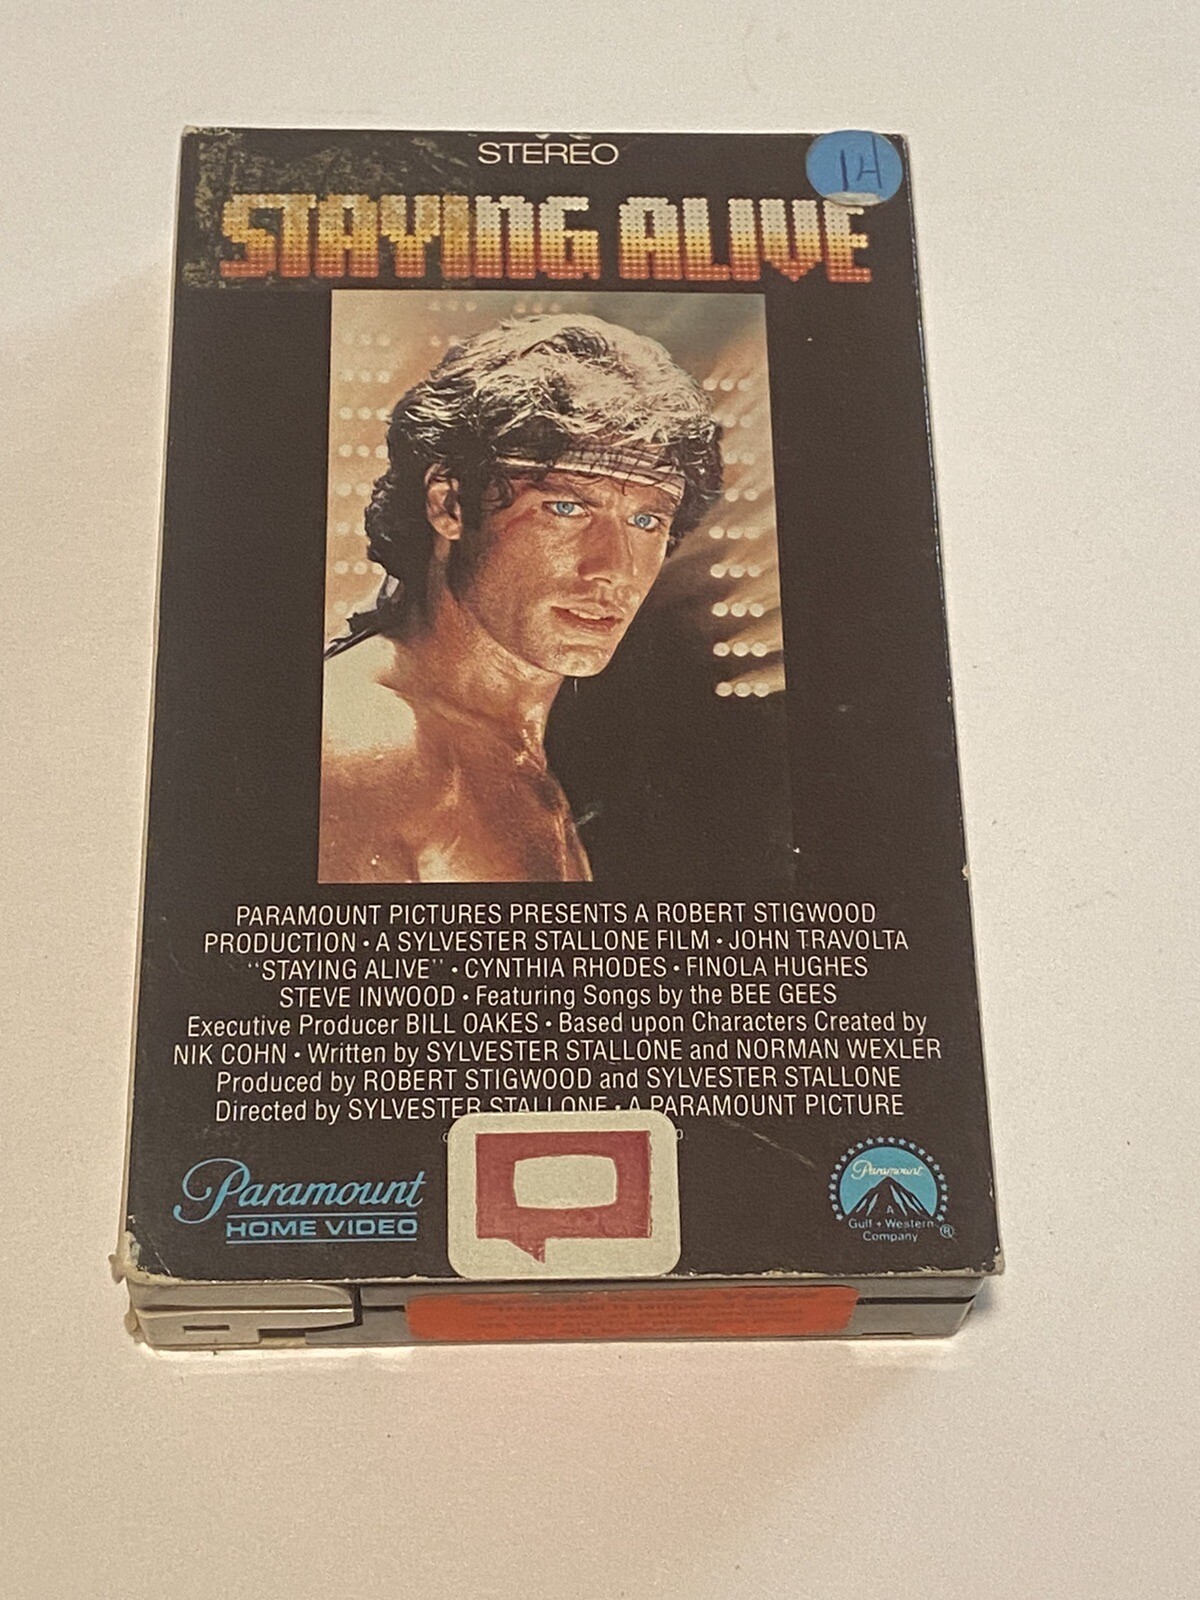 STEREO
14
STAYING ALIVE
PARAMOUNT PICTURES PRESENTS A ROBERT STIGWOOD
PRODUCTION • A SYLVESTER STALLONE FILM • JOHN TRAVOLTA
"STAYING ALIVE" • CYNTHIA RHODES • FINOLA HUGHES
STEVE INWOOD • Featuring Songs by the BEE GEES
Executive Producer BILL OAKES • Based upon Characters Created by
NIK COHN • Written by SYLVESTER STALLONE and NORMAN WEXLER
Produced by ROBERT STIGWOOD and SYLVESTER STALLONE
Directed by SYLVESTER STALLONE • A PARAMOUNT PICTURE
Paramount
HOME VIDEO
Paramount
A
Gulf + Western
Company
®